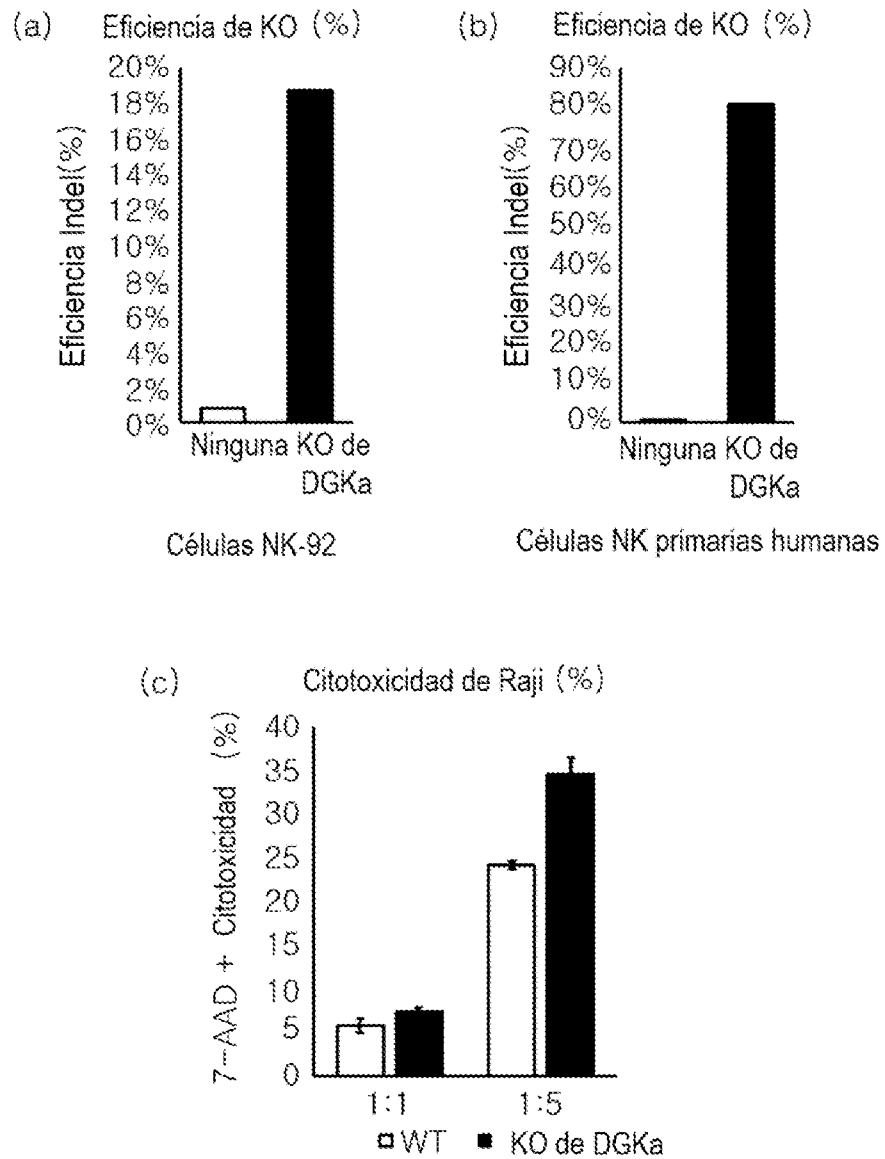 (a) Eficiencia de KO (%)
Eficiencia Indel(%)
20%
18%
16%
14%
12%
10%
8%
6%
4%
2%
0%
Ninguna KO de
DGKa
Células NK-92
(b) Eficiencia de KO (%)
Eficiencia Indel(%)
90%
80%
70%
60%
50%
40%
30%
20%
10%
0%
Ninguna KO de
DGKa
Células NK primarias humanas
(c) Citotoxicidad de Raji (%)
7-AAD + Citotoxicidad (%)
40
35
30
25
20
15
10
5
0
1:1 1:5
WT KO de DGKa